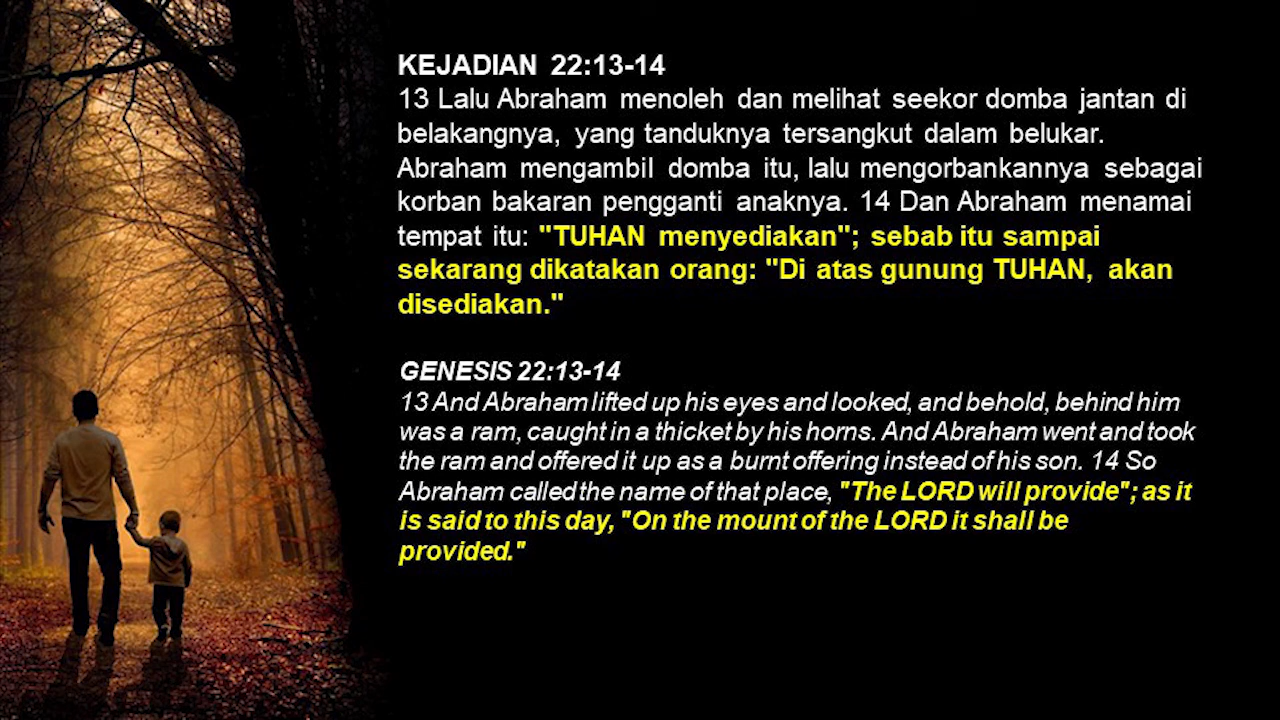 KEJADIAN 22:13-14
13 Lalu Abraham menoleh dan melihat seekor domba jantan di
belakangnya, yang tanduknya tersangkut dalam belukar.
Abraham mengambil domba itu, lalu mengorbankannya sebagai
korban bakaran pengganti anaknya. 14 Dan Abraham menamai
tempat itu: "TUHAN menyediakan"; sebab itu sampai
sekarang dikatakan orang: "Di atas gunung TUHAN, akan
disediakan."
GENESIS 22:13-14
13 And Abraham lifted up his eyes and looked, and behold, behind him
was a ram, caught in a thicket by his horns. And Abraham went and took
the ram and offered it up as a burnt offering instead of his son. 14 So
Abraham called the name of that place, "The LORD will provide"; as it
is said to this day, "On the mount of the LORD it shall be
provided."